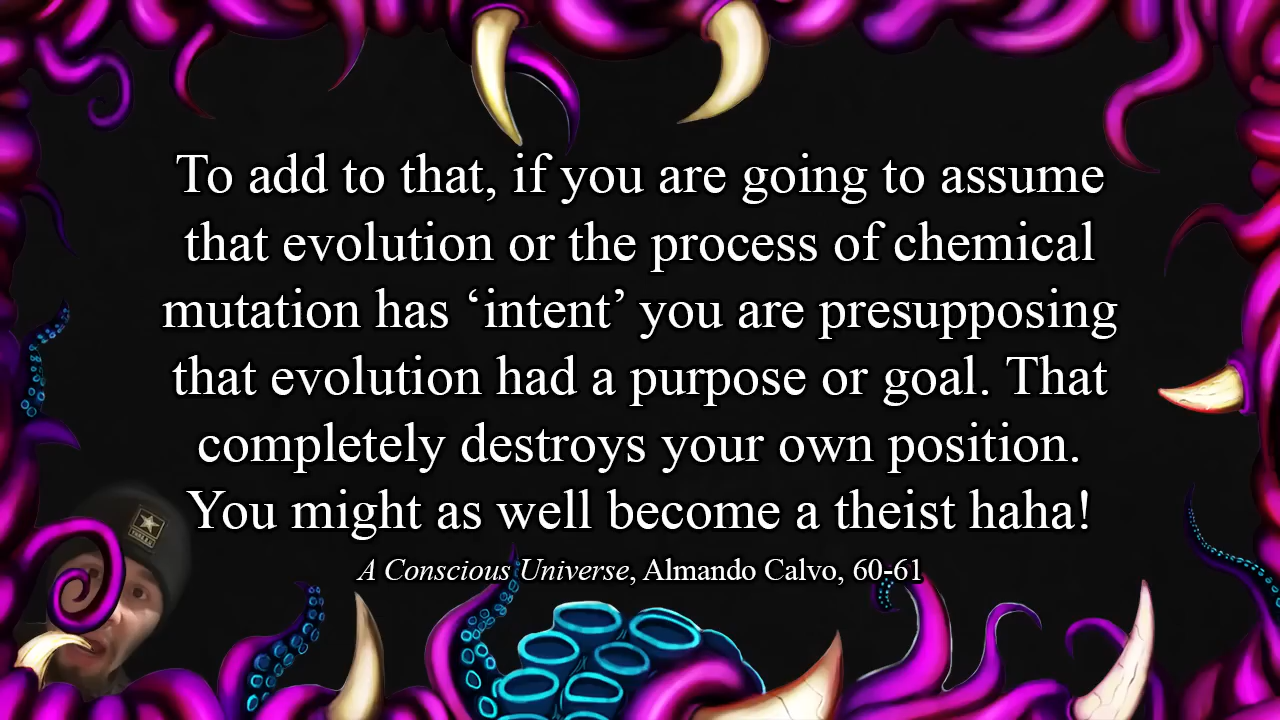 To add to that, if you are going to assume
that evolution or the process of chemical
mutation has ‘intent’ you are presupposing
that evolution had a purpose or goal. That
completely destroys your own position.
You might as well become a theist haha!
A Conscious Universe, Almando Calvo, 60-61